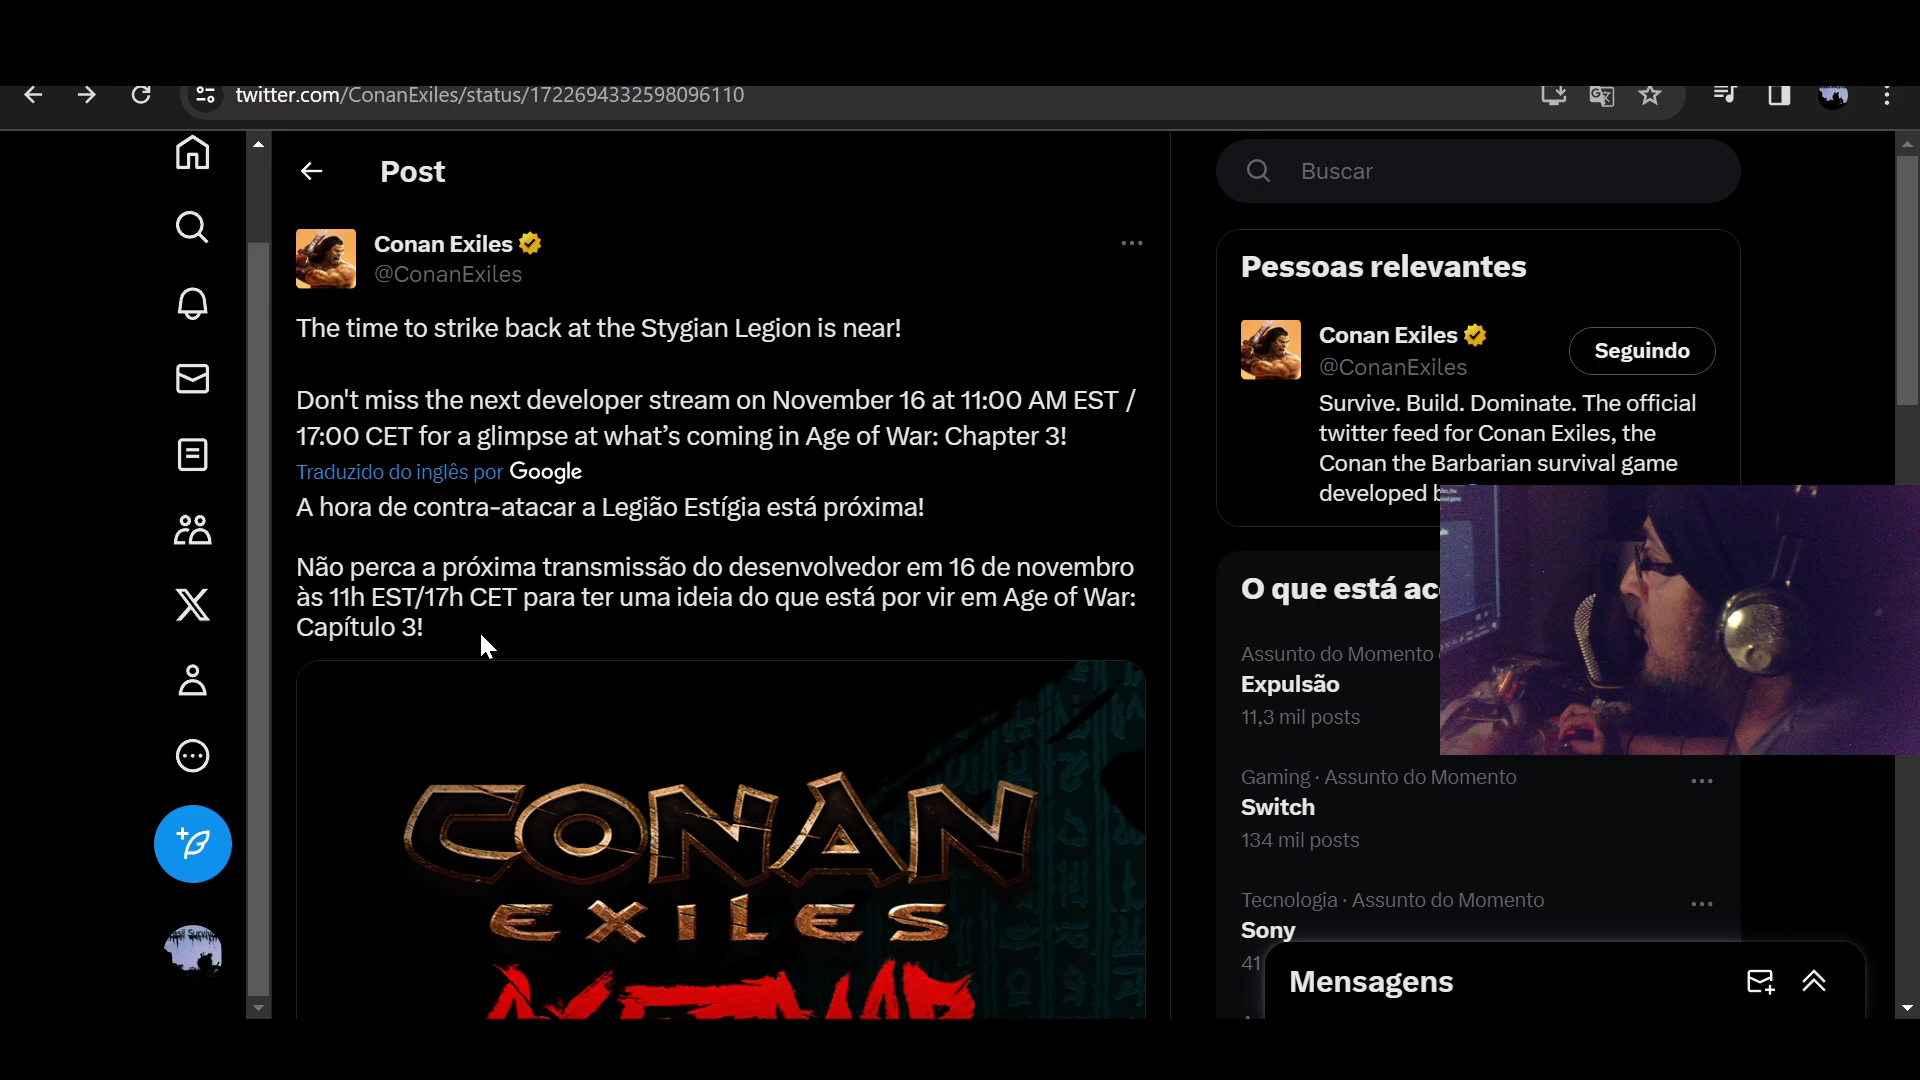 twitter.com/ConanExiles/status/1722694332598096110
Post
Conan Exiles
@ConanExiles
The time to strike back at the Stygian Legion is near!
Don't miss the next developer stream on November 16 at 11:00 AM EST /
17:00 CET for a glimpse at what’s coming in Age of War: Chapter 3!
Traduzido do inglês por Google
A hora de contra-atacar a Legião Estígia está próxima!
Não perca a próxima transmissão do desenvolvedor em 16 de novembro
às 11h EST/17h CET para ter uma ideia do que está por vir em Age of War:
Capítulo 3!
CONAN
EXILES
Buscar
Pessoas relevantes
Conan Exiles
Seguindo
@ConanExiles
Survive. Build. Dominate. The official
twitter feed for Conan Exiles, the
Conan the Barbarian survival game
developed
O que está
Assunto do Momento
Expulsão
11,3 mil posts
Gaming · Assunto do Momento
Switch
134 mil posts
Tecnologia · Assunto do Momento
Sony
41
Mensagens